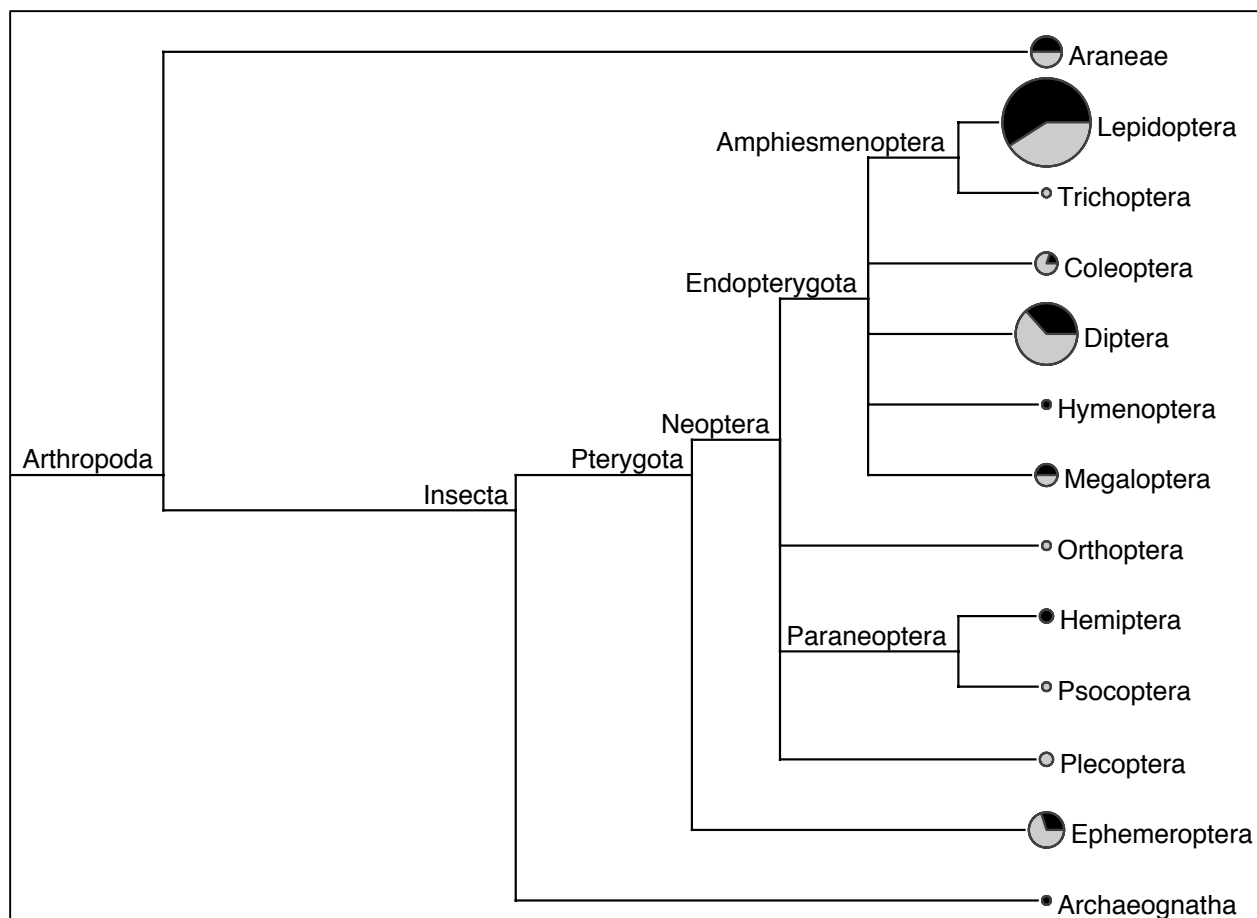 Araneae
Lepidoptera
Amphiesmenoptera
Trichoptera
Coleoptera
Endopterygota
Diptera
Hymenoptera
Neoptera
Arthropoda
Pterygota
Megaloptera
Insecta
Orthoptera
Hemiptera
Paraneoptera
Psocoptera
Plecoptera
Ephemeroptera
Archaeognatha